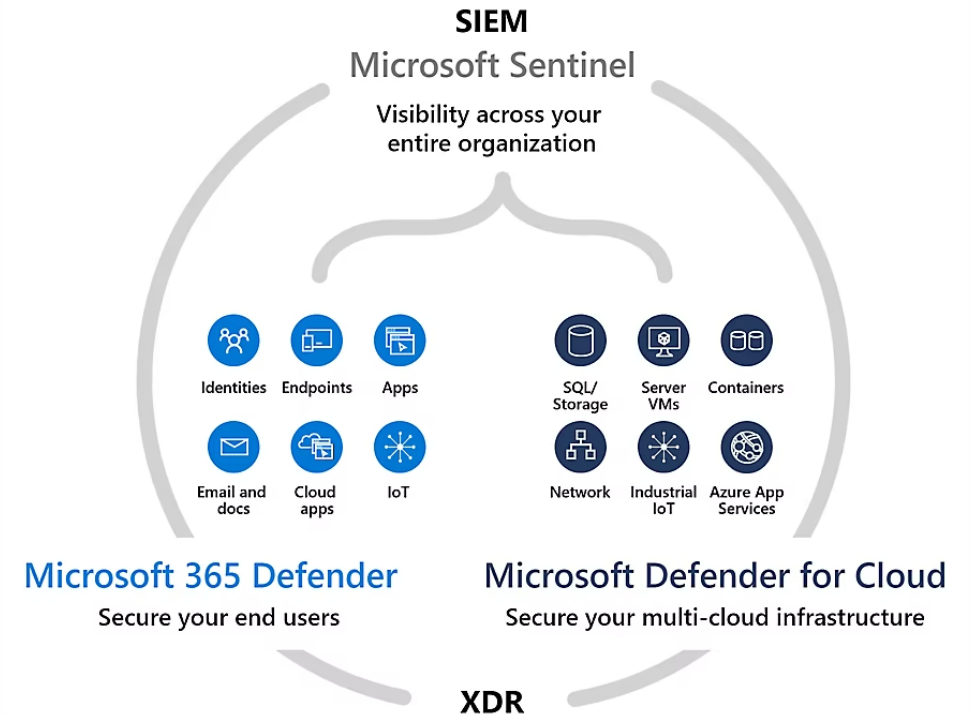 SIEM
Microsoft Sentinel
Visibility across your
entire organization
Identities
Endpoints
Apps
Email and
docs
Cloud
apps
IoT
SQL/
Storage
Server
VMs
Containers
Network
Industrial
IoT
Azure App
Services
Microsoft 365 Defender
Secure your end users
Microsoft Defender for Cloud
Secure your multi-cloud infrastructure
XDR